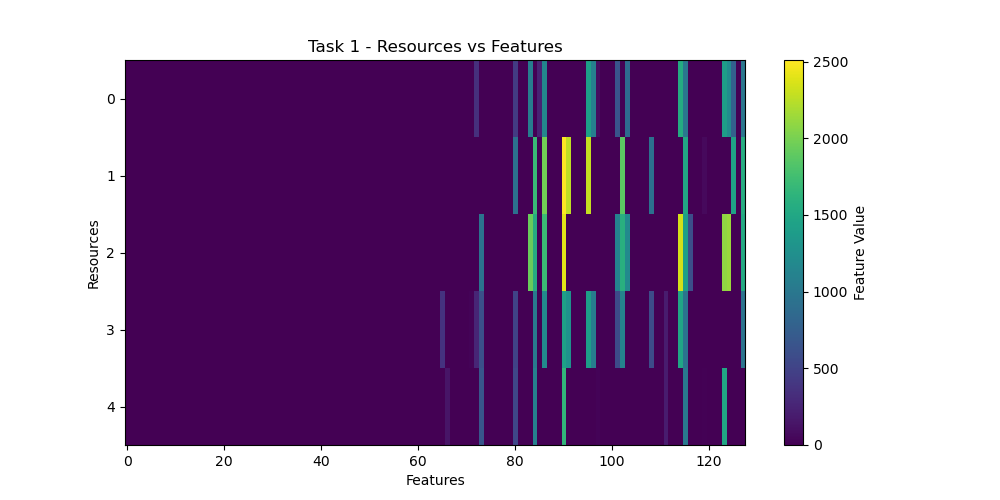 Task 1 - Resources vs Features
Resources
0
1
2
3
4
0 20 40 60 80 100 120
Features
2500
2000
1500
1000
500
0
Feature Value